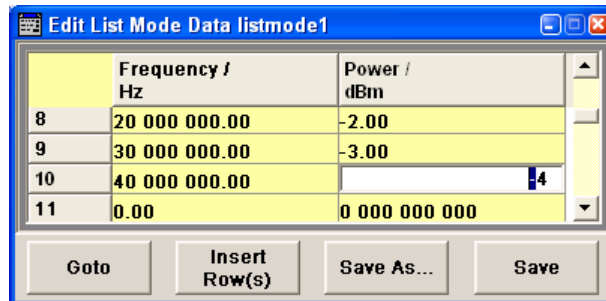 Edit List Mode Data listmode1
Frequency / Hz Power / dBm
8 20 000 000.00 -2.00
9 30 000 000.00 -3.00
10 40 000 000.00 -4
11 0.00 0 000 000 000
Goto Insert Row(s) Save As... Save